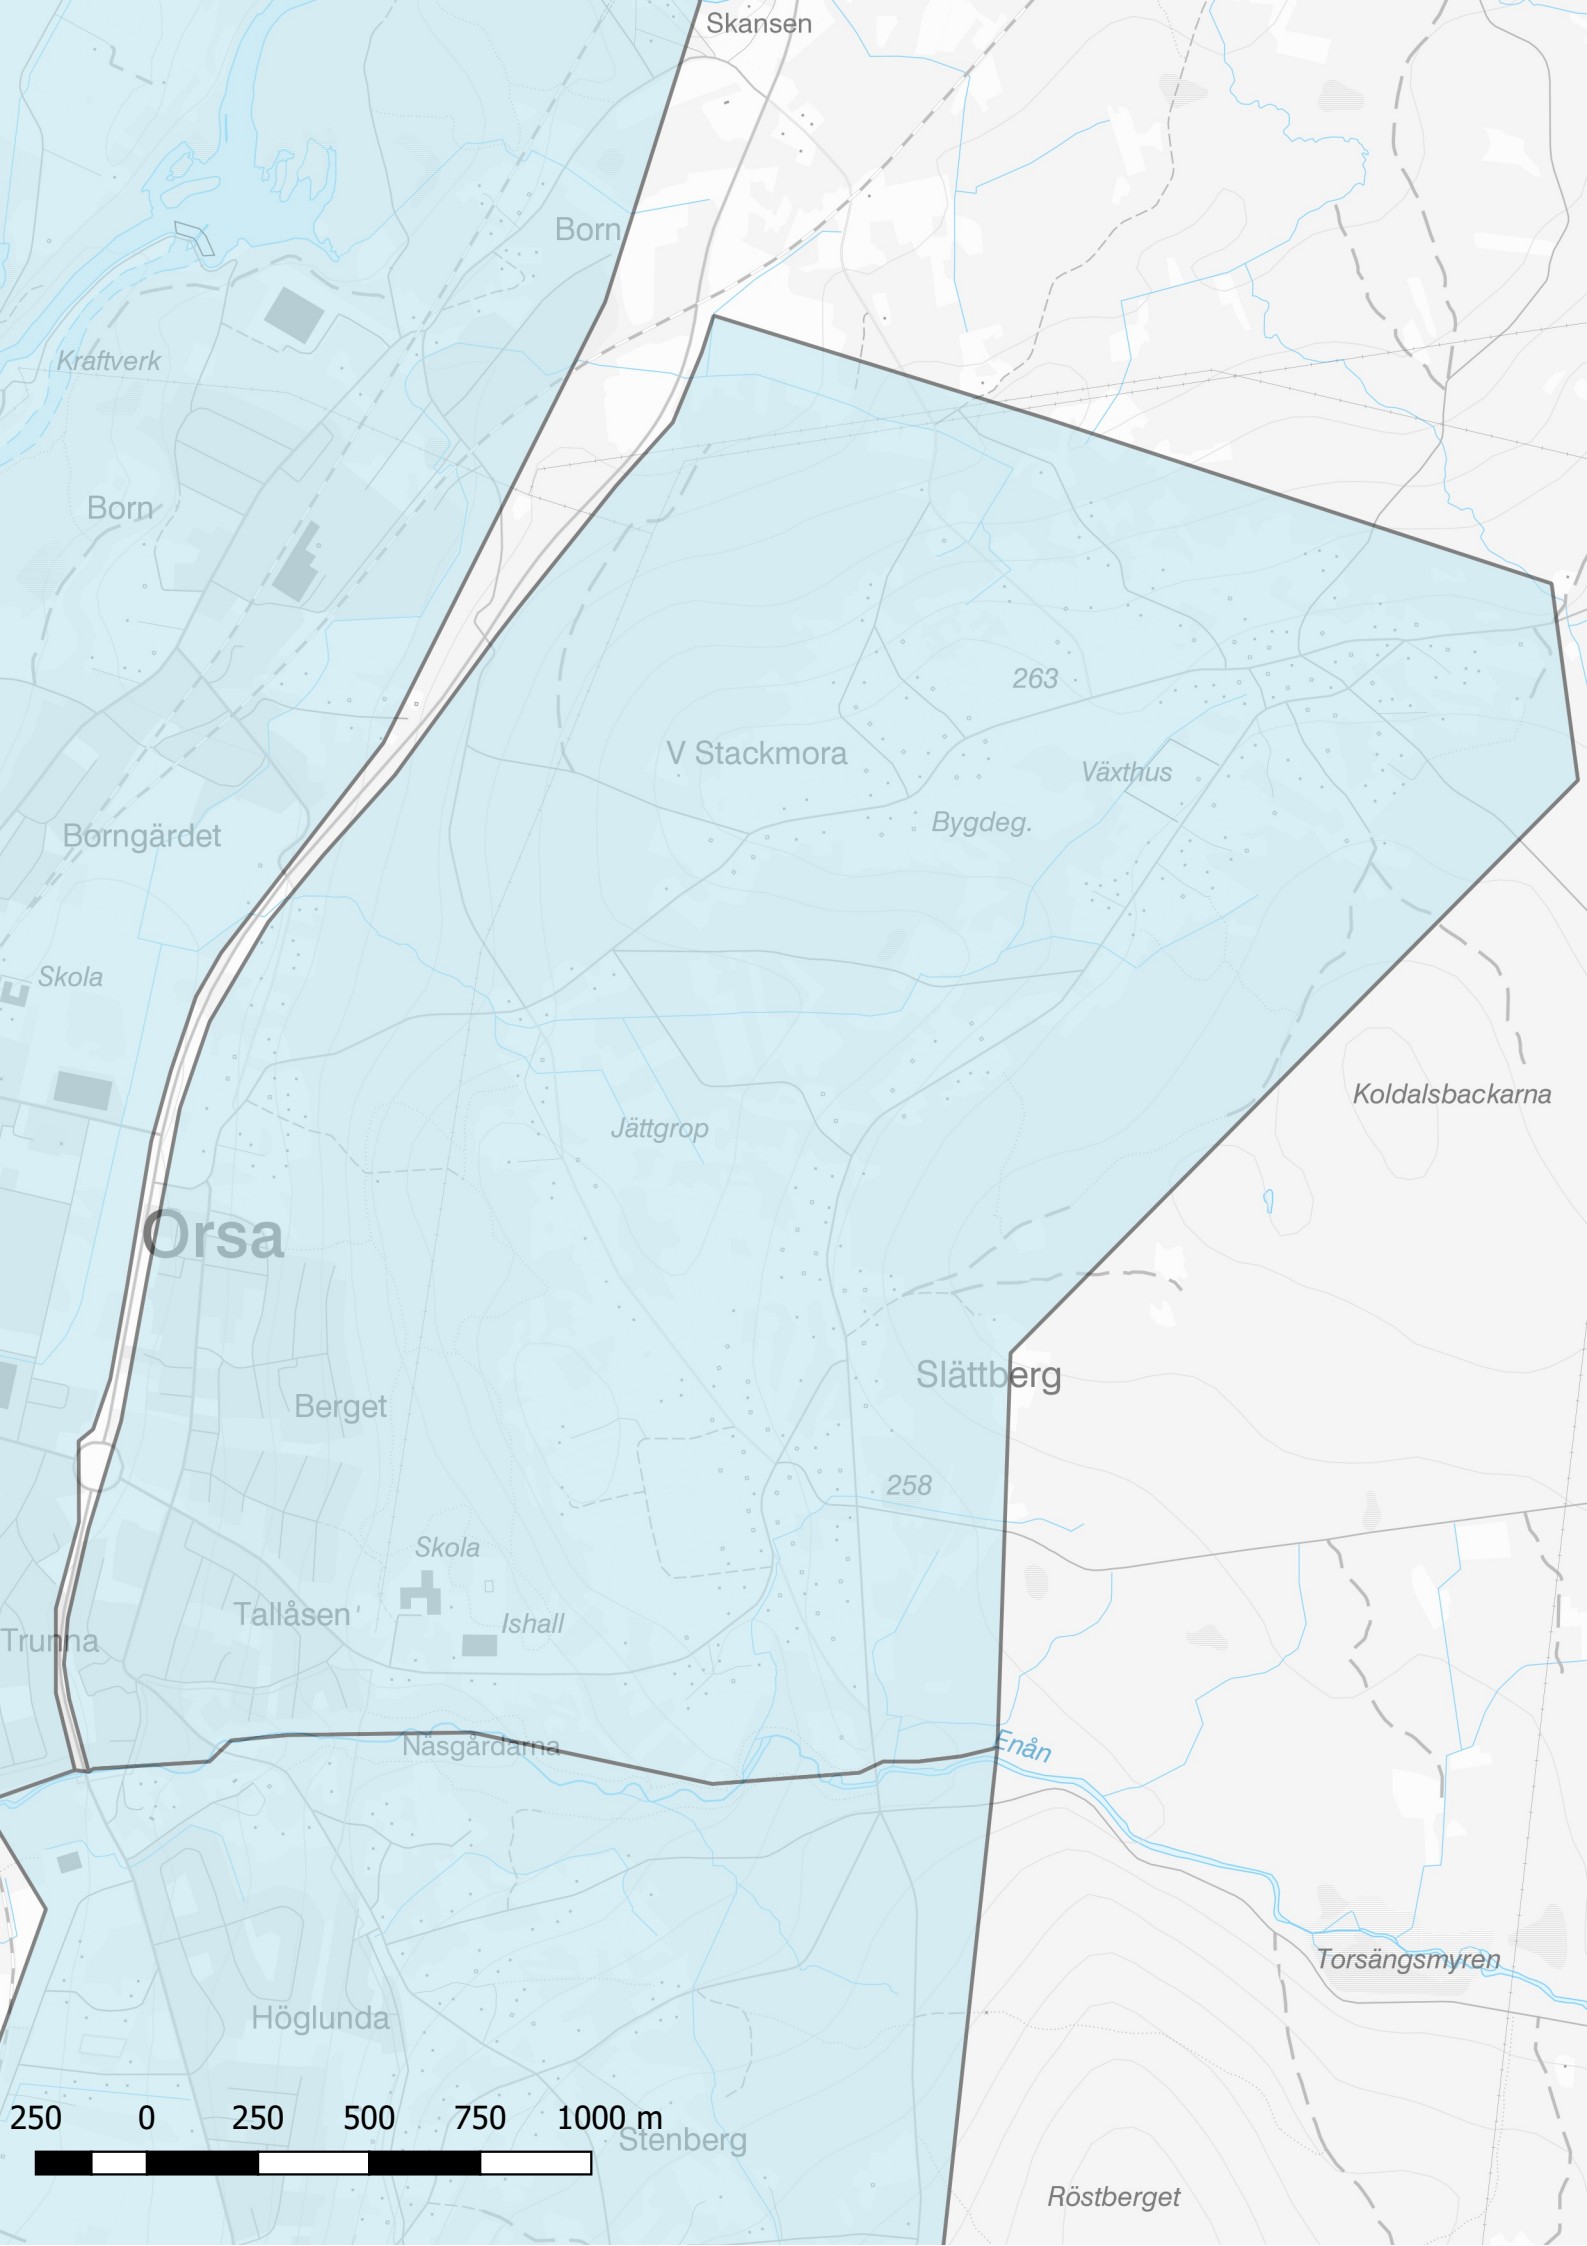 Skansen
Born
Kraftverk
Born
263
V Stackmora
Växthus
Bygdeg.
Borngärdet
Skola
Koldalsbackarna
Jättgrop
Orsa
Slättberg
Berget
258
Skola
Tallåsen
Ishall
Trunna
Näsgårdarna
Enån
Torsängsmyren
Höglunda
250 0 250 500 750 1000 m
Stenberg
Röstberget